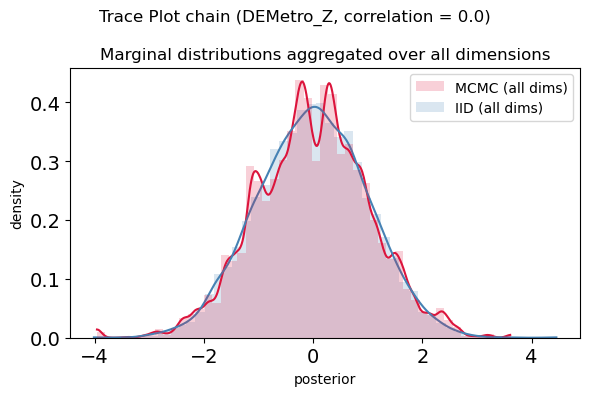 Trace Plot chain (DEMetro_Z, correlation = 0.0)
Marginal distributions aggregated over all dimensions
MCMC (all dims)
IID (all dims)
density
0.4
0.3
0.2
0.1
0.0
−4
−2
0
2
4
posterior